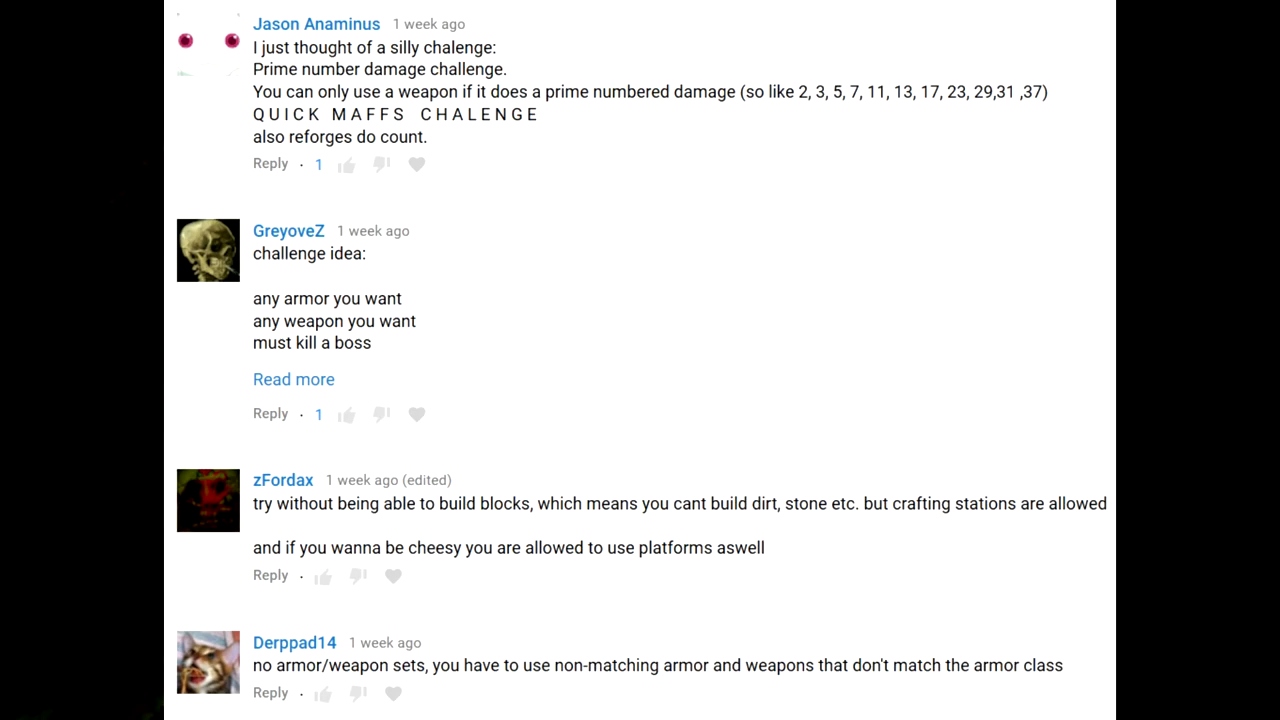 Jason Anaminus 1 week ago
I just thought of a silly chalenge:
Prime number damage challenge.
You can only use a weapon if it does a prime numbered damage (so like 2, 3, 5, 7, 11, 13, 17, 23, 29,31 ,37)
Q U I C K   M A F F S   C H A L E N G E
also reforges do count.
Reply · 1
GreyoveZ 1 week ago
challenge idea:
any armor you want
any weapon you want
must kill a boss
Read more
Reply · 1
zFordax 1 week ago (edited)
try without being able to build blocks, which means you cant build dirt, stone etc. but crafting stations are allowed
and if you wanna be cheesy you are allowed to use platforms aswell
Reply ·
Derppad14 1 week ago
no armor/weapon sets, you have to use non-matching armor and weapons that don't match the armor class
Reply ·